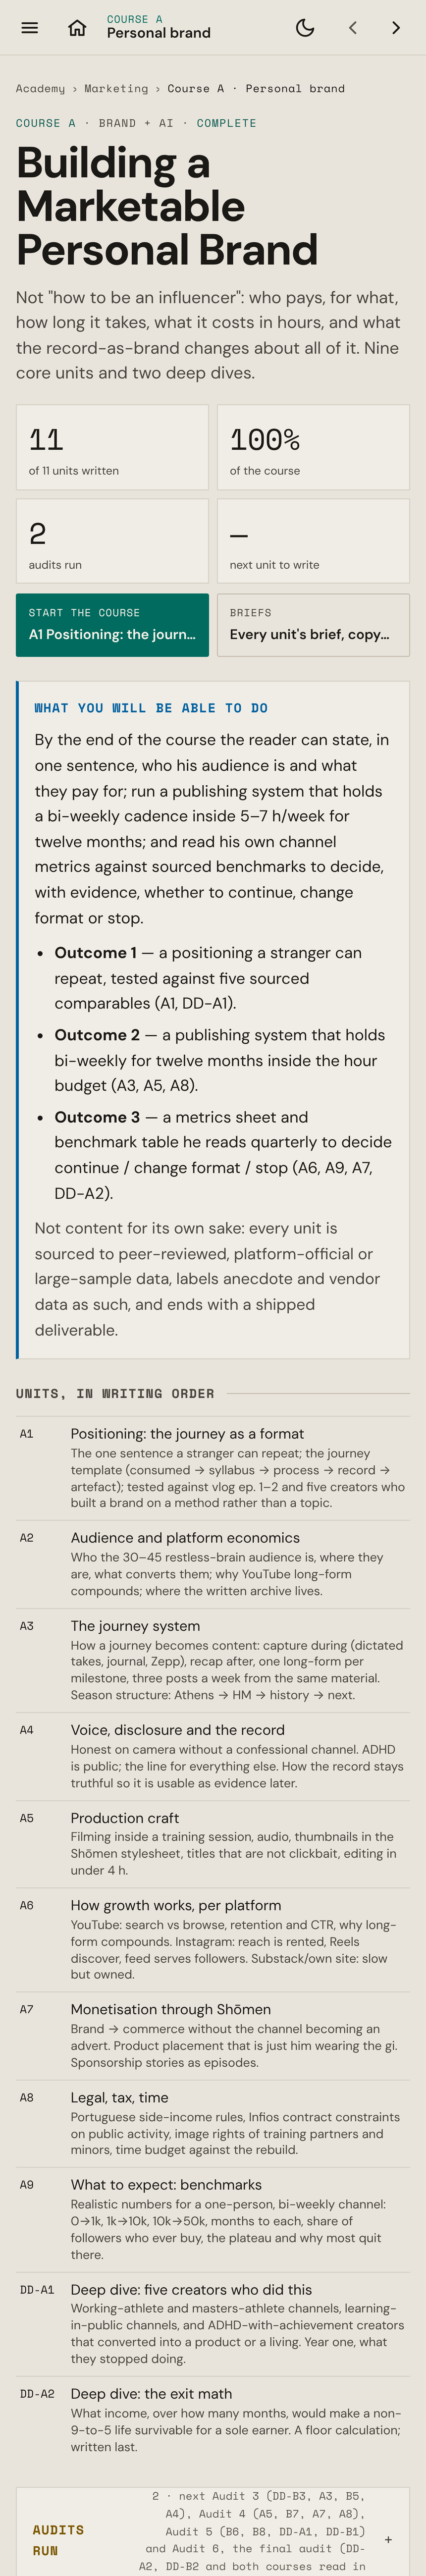 COURSE A
Personal brand
Academy › Marketing › Course A · Personal brand
COURSE A · BRAND + AI · COMPLETE
Building a
Marketable
Personal Brand
Not "how to be an influencer": who pays, for what,
how long it takes, what it costs in hours, and what
the record-as-brand changes about all of it. Nine
core units and two deep dives.
11
of 11 units written
100%
of the course
2
audits run
—
next unit to write
START THE COURSE
A1 Positioning: the journ…
BRIEFS
Every unit's brief, copy…
WHAT YOU WILL BE ABLE TO DO
By the end of the course the reader can state, in
one sentence, who his audience is and what
they pay for; run a publishing system that holds
a bi-weekly cadence inside 5–7 h/week for
twelve months; and read his own channel
metrics against sourced benchmarks to decide,
with evidence, whether to continue, change
format or stop.
• Outcome 1 — a positioning a stranger can
repeat, tested against five sourced
comparables (A1, DD-A1).
• Outcome 2 — a publishing system that holds
bi-weekly for twelve months inside the hour
budget (A3, A5, A8).
• Outcome 3 — a metrics sheet and
benchmark table he reads quarterly to decide
continue / change format / stop (A6, A9, A7,
DD-A2).
Not content for its own sake: every unit is
sourced to peer-reviewed, platform-official or
large-sample data, labels anecdote and vendor
data as such, and ends with a shipped
deliverable.
UNITS, IN WRITING ORDER
A1
Positioning: the journey as a format
The one sentence a stranger can repeat; the journey
template (consumed → syllabus → process → record →
artefact); tested against vlog ep. 1–2 and five creators who
built a brand on a method rather than a topic.
A2
Audience and platform economics
Who the 30–45 restless-brain audience is, where they
are, what converts them; why YouTube long-form
compounds; where the written archive lives.
A3
The journey system
How a journey becomes content: capture during (dictated
takes, journal, Zepp), recap after, one long-form per
milestone, three posts a week from the same material.
Season structure: Athens → HM → history → next.
A4
Voice, disclosure and the record
Honest on camera without a confessional channel. ADHD
is public; the line for everything else. How the record stays
truthful so it is usable as evidence later.
A5
Production craft
Filming inside a training session, audio, thumbnails in the
Shōmen stylesheet, titles that are not clickbait, editing in
under 4 h.
A6
How growth works, per platform
YouTube: search vs browse, retention and CTR, why long-
form compounds. Instagram: reach is rented, Reels
discover, feed serves followers. Substack/own site: slow
but owned.
A7
Monetisation through Shōmen
Brand → commerce without the channel becoming an
advert. Product placement that is just him wearing the gi.
Sponsorship stories as episodes.
A8
Legal, tax, time
Portuguese side-income rules, Infios contract constraints
on public activity, image rights of training partners and
minors, time budget against the rebuild.
A9
What to expect: benchmarks
Realistic numbers for a one-person, bi-weekly channel:
0→1k, 1k→10k, 10k→50k, months to each, share of
followers who ever buy, the plateau and why most quit
there.
DD-A1
Deep dive: five creators who did this
Working-athlete and masters-athlete channels, learning-
in-public channels, and ADHD-with-achievement creators
that converted into a product or a living. Year one, what
they stopped doing.
DD-A2
Deep dive: the exit math
What income, over how many months, would make a non-
9-to-5 life survivable for a sole earner. A floor calculation;
written last.
AUDITS
RUN
2 · next Audit 3 (DD-B3, A3, B5,
A4), Audit 4 (A5, B7, A7, A8),
Audit 5 (B6, B8, DD-A1, DD-B1)
and Audit 6, the final audit (DD-
A2, DD-B2 and both courses read in
+